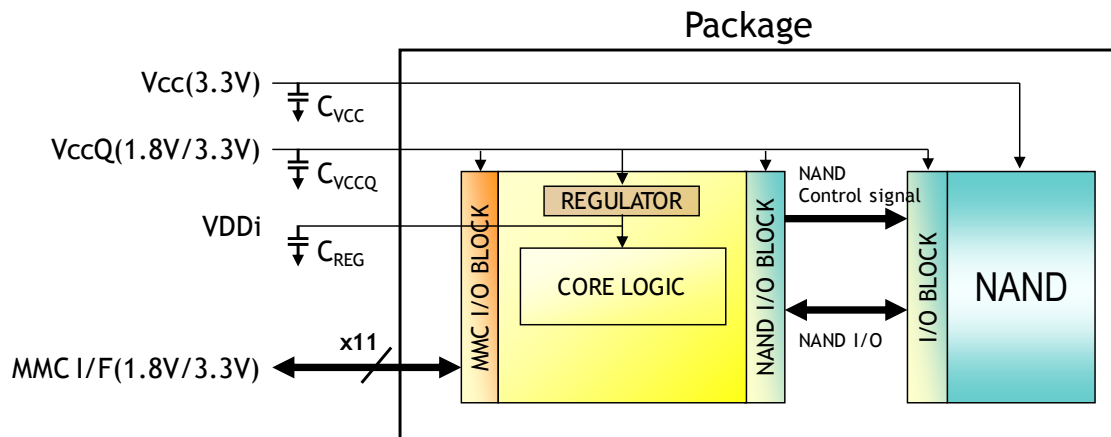 Package
Vcc(3.3V)
CVCC
VccQ(1.8V/3.3V)
CVCCQ
VDDi
CREG
MMC I/F(1.8V/3.3V)
x11
MMC I/O BLOCK
REGULATOR
CORE LOGIC
NAND I/O BLOCK
NAND
Control signal
NAND I/O
I/O BLOCK
NAND